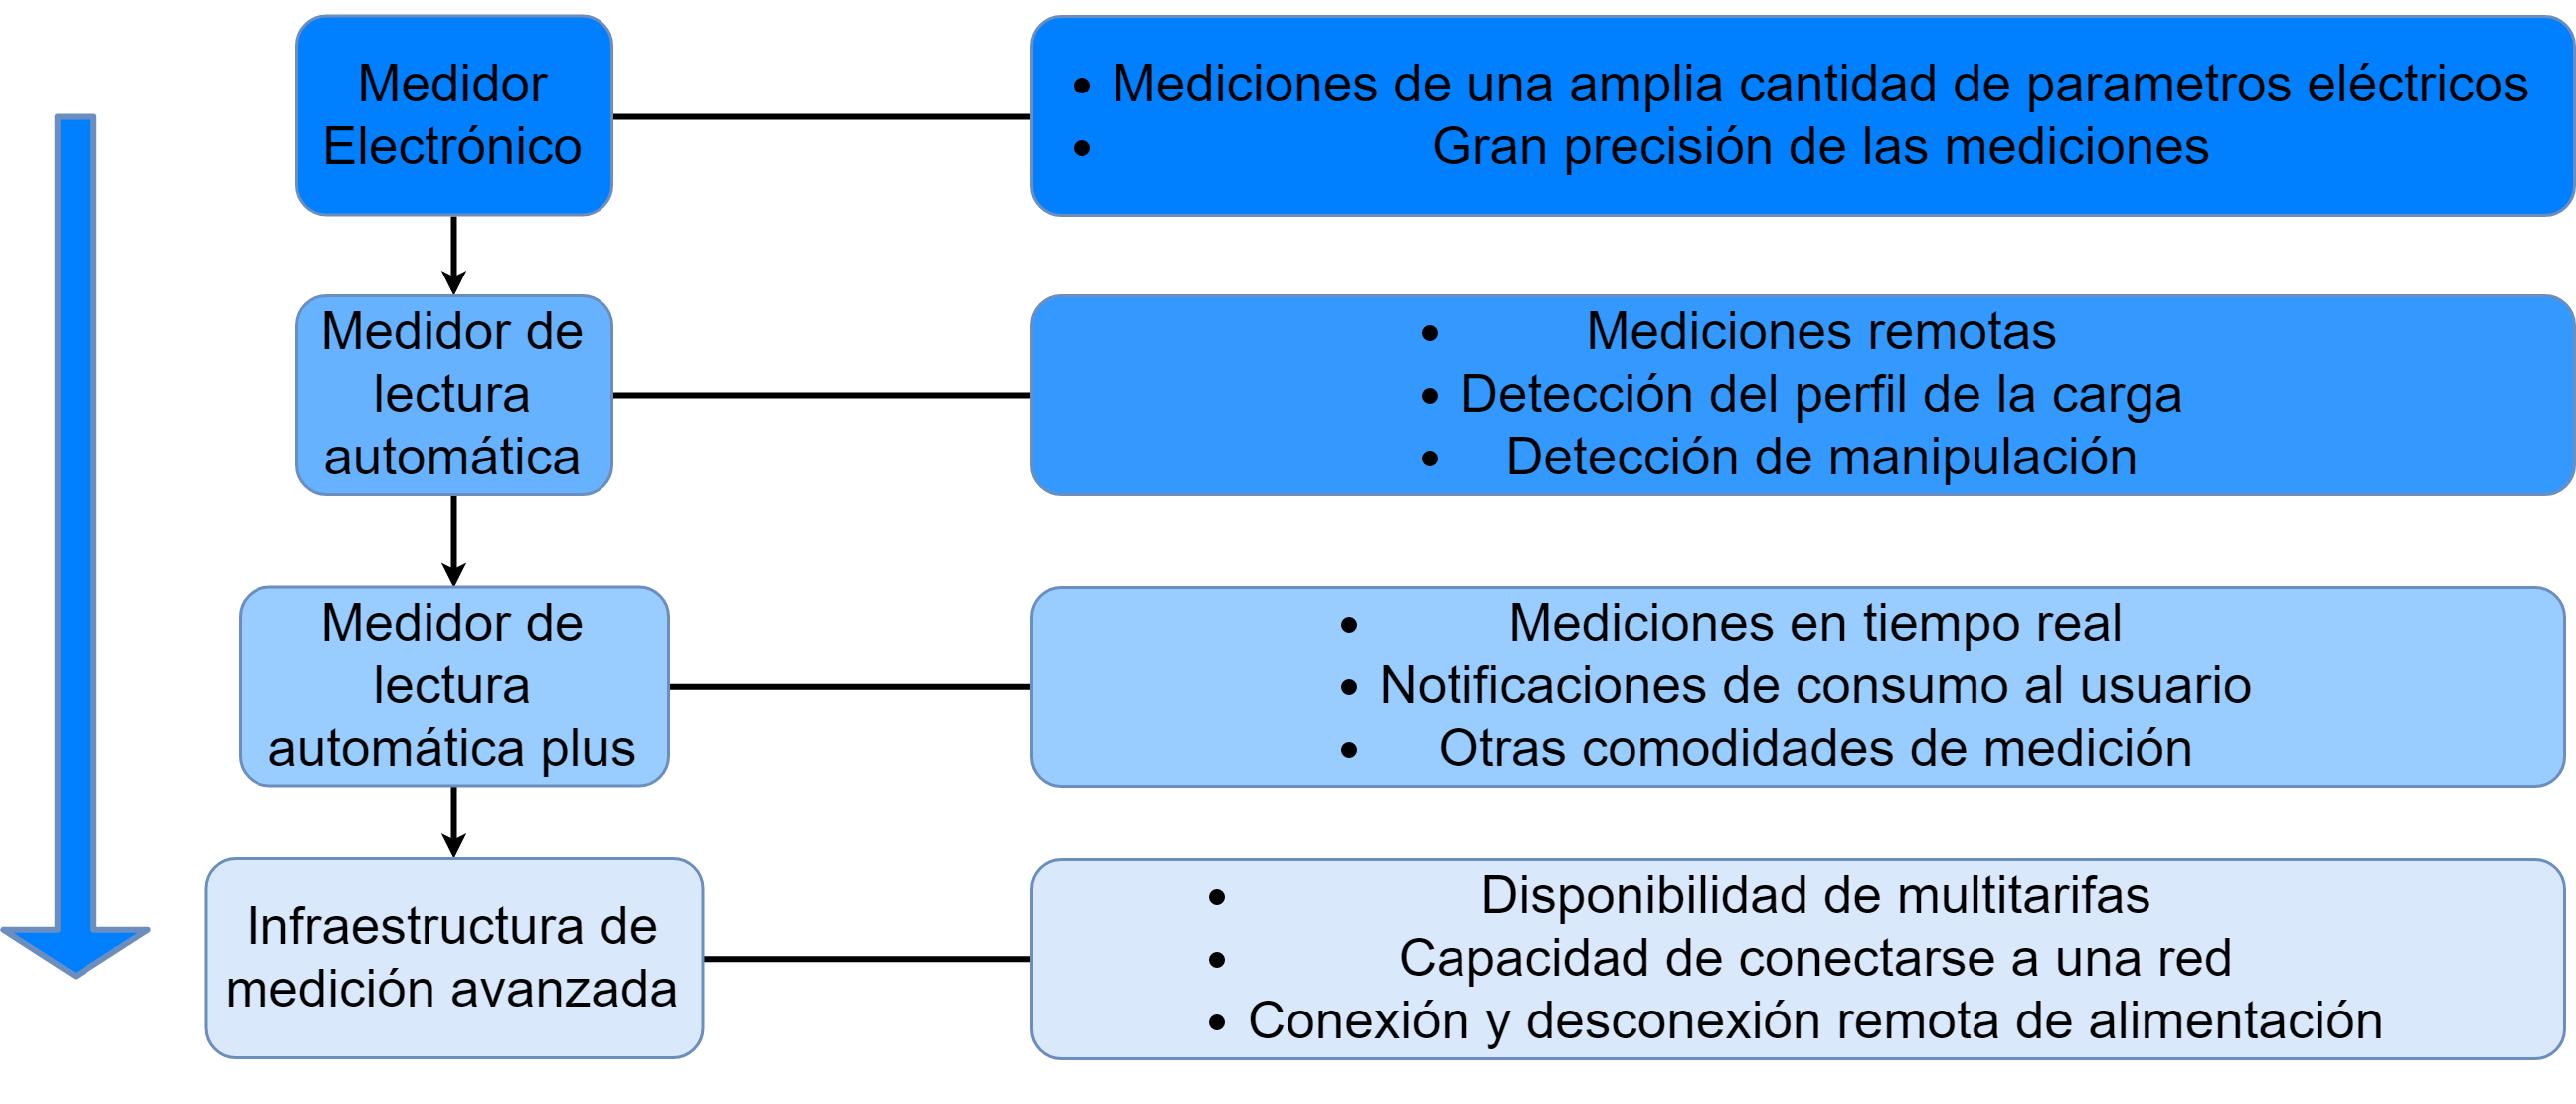 Medidor
Electrónico
• Mediciones de una amplia cantidad de parametros eléctricos
• Gran precisión de las mediciones
Medidor de
lectura
automática
• Mediciones remotas
• Detección del perfil de la carga
• Detección de manipulación
Medidor de
lectura
automática plus
• Mediciones en tiempo real
• Notificaciones de consumo al usuario
• Otras comodidades de medición
Infraestructura de
medición avanzada
• Disponibilidad de multitarifas
• Capacidad de conectarse a una red
• Conexión y desconexión remota de alimentación